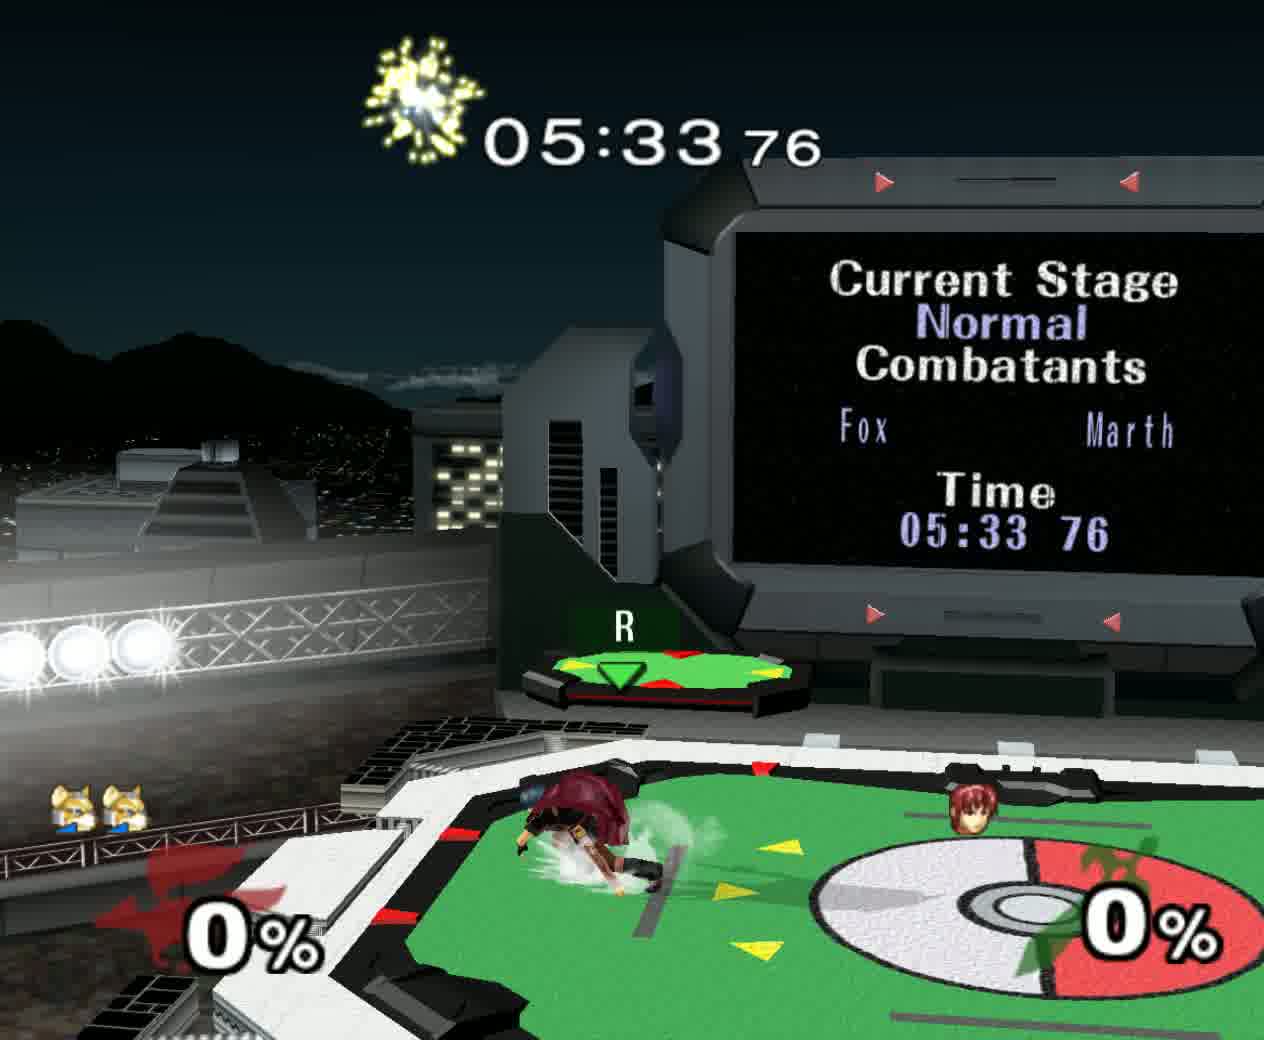 05:33 76
Current Stage
Normal
Combatants
Fox Marth
Time
05:33 76
R
0%
0%